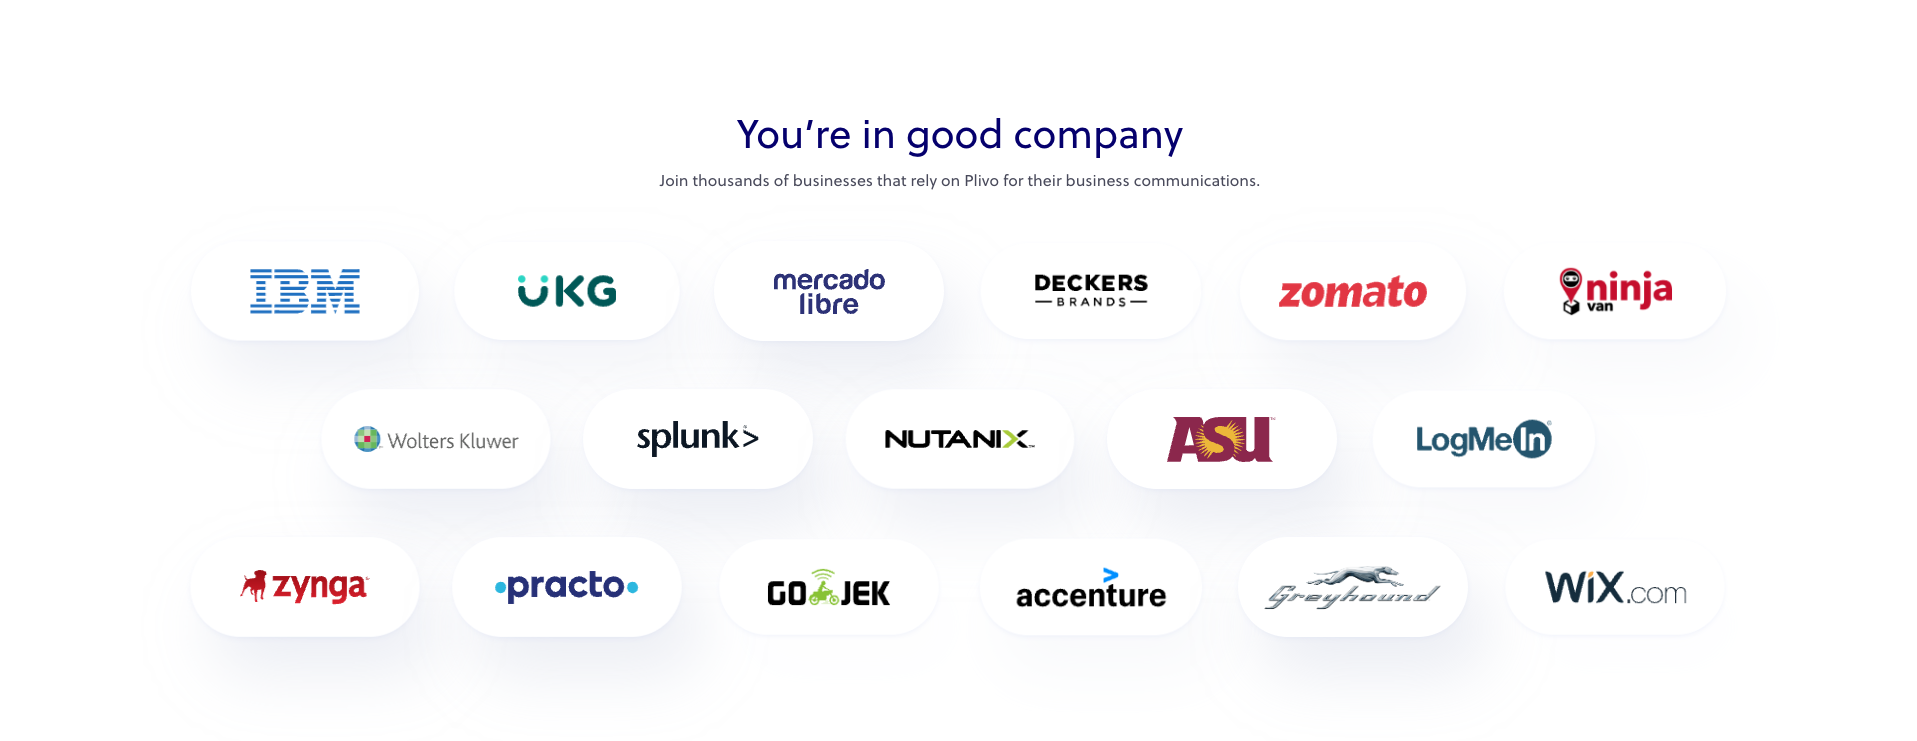 You’re in good company
Join thousands of businesses that rely on Plivo for their business communications.
IBM
UKG
mercado
libre
DECKERS
BRANDS
zomato
ninja
van
Wolters Kluwer
splunk>
NUTANIX™
ASU
LogMeIn®
zynga
practo
GOJEK
accenture
Greyhound
WiX.com